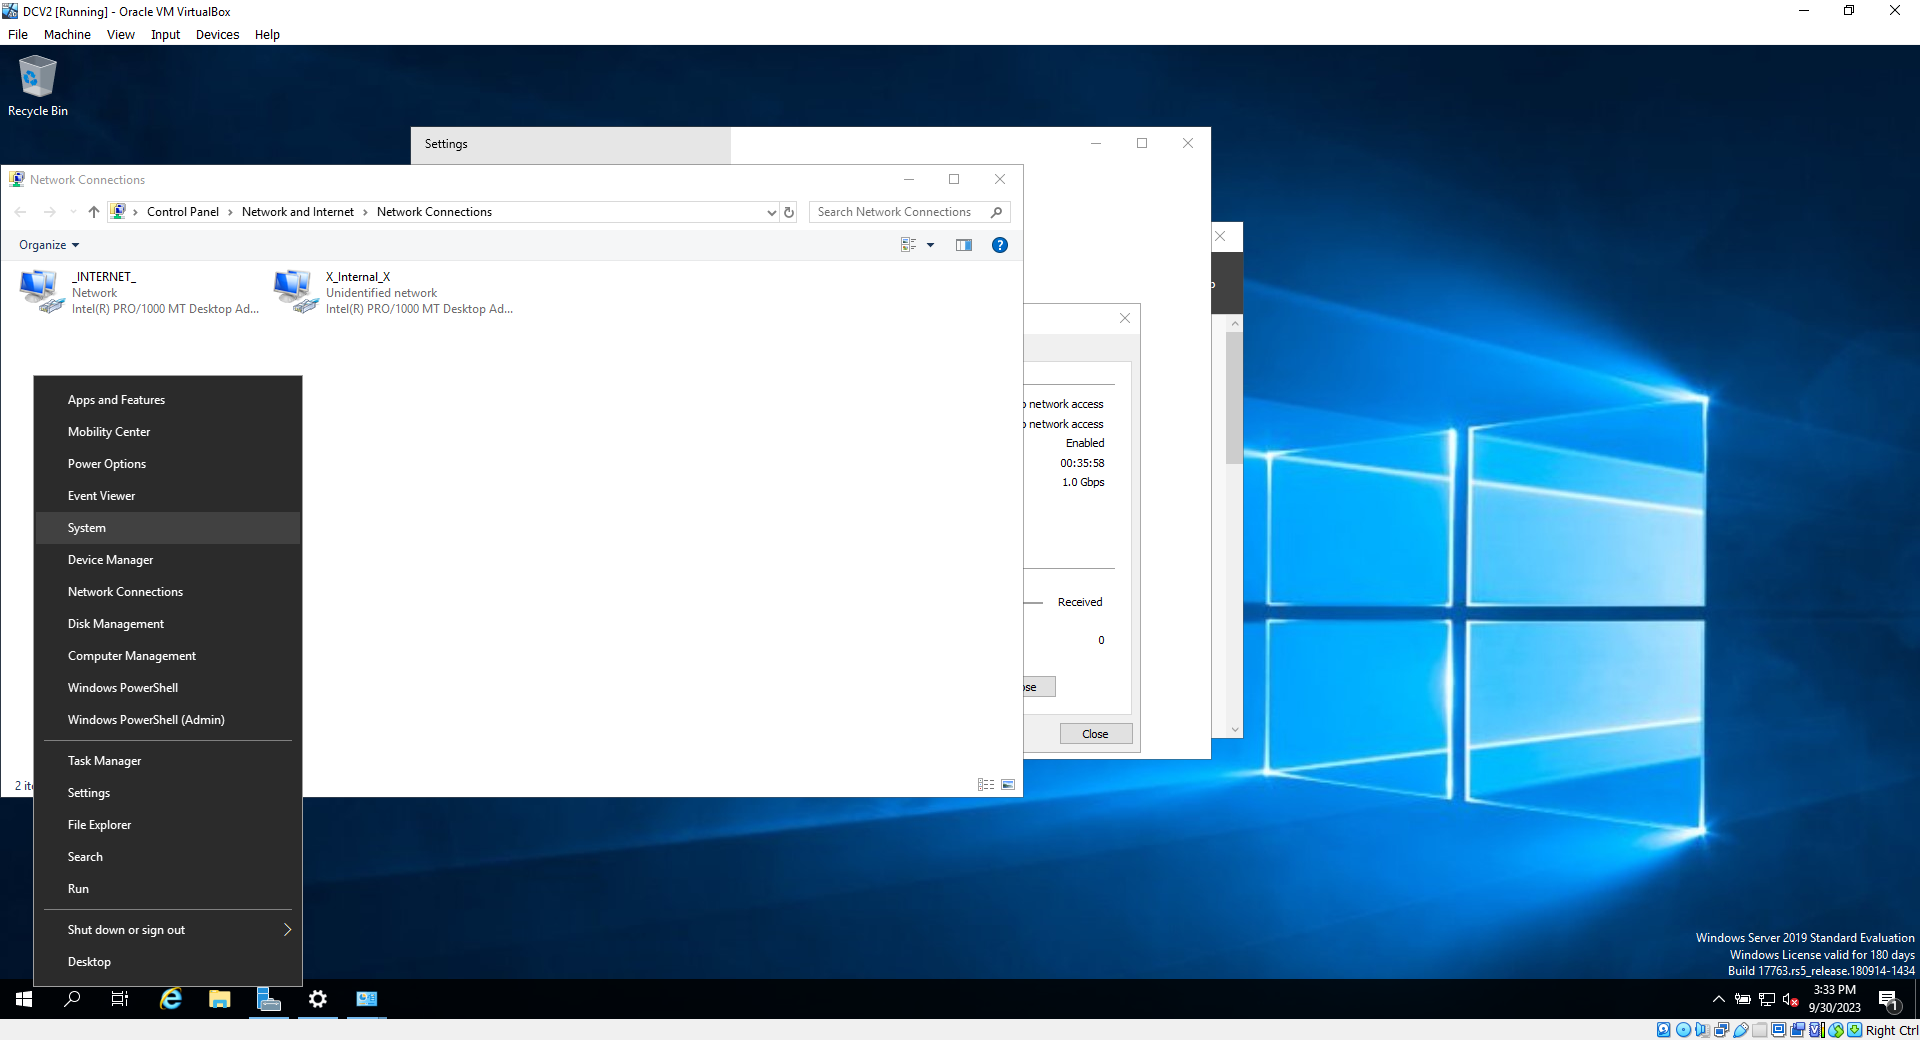 DCV2 [Running] - Oracle VM VirtualBox
File Machine View Input Devices Help
Recycle Bin
Settings
Network Connections
Control Panel > Network and Internet > Network Connections
Search Network Connections
Organize
_INTERNET_
Network
Intel(R) PRO/1000 MT Desktop Ad...
X_Internal_X
Unidentified network
Intel(R) PRO/1000 MT Desktop Ad...
network access
network access
Enabled
00:35:58
1.0 Gbps
Received
0
Close
Apps and Features
Mobility Center
Power Options
Event Viewer
System
Device Manager
Network Connections
Disk Management
Computer Management
Windows PowerShell
Windows PowerShell (Admin)
Task Manager
Settings
File Explorer
Search
Run
Shut down or sign out
Desktop
2
Windows Server 2019 Standard Evaluation
Windows License valid for 180 days
Build 17763.rs5_release.180914-1434
3:33 PM
9/30/2023
1
Right Ctrl